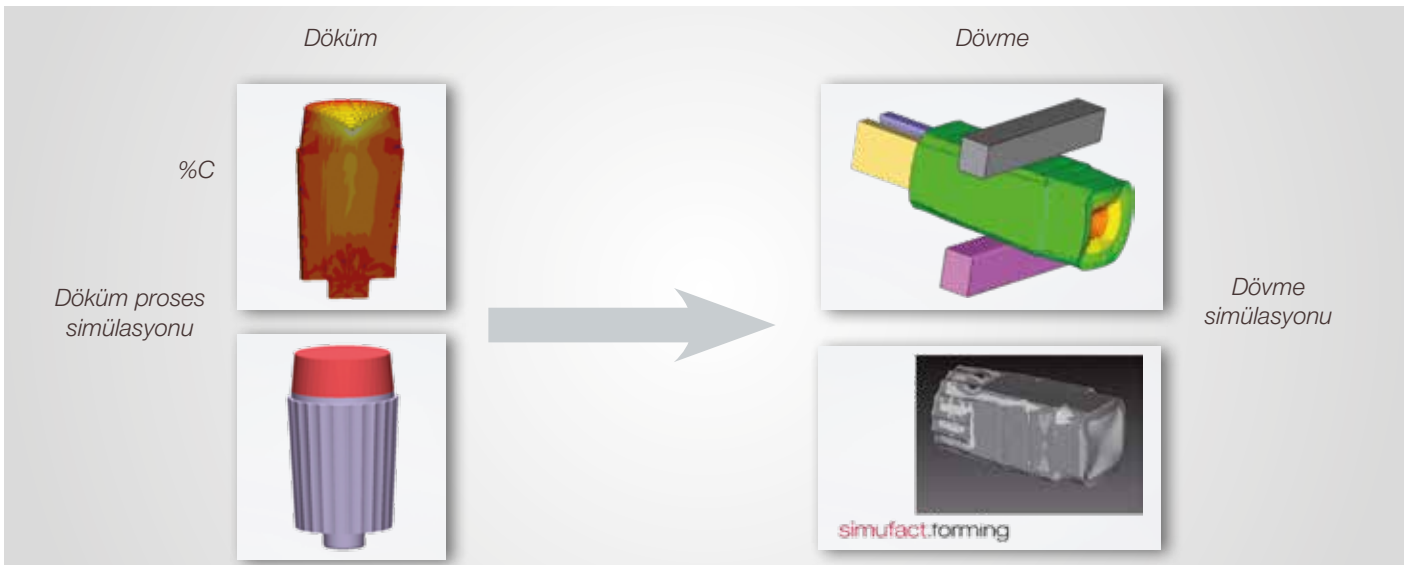 Döküm
Dövme
%C
Döküm proses
simülasyonu
Dövme
simülasyonu
simufact.forming